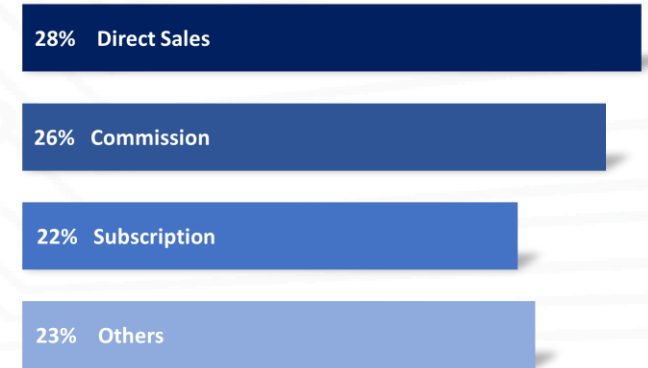 28% Direct Sales
26% Commission
22% Subscription
23% Others